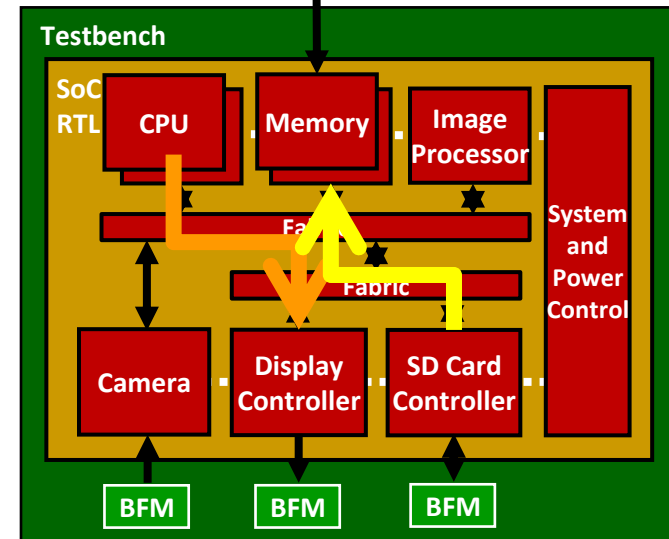 Testbench
SoC
RTL
CPU
Memory
Image
Processor
System
and
Power
Control
Fabric
Camera
Display
Controller
SD Card
Controller
BFM
BFM
BFM